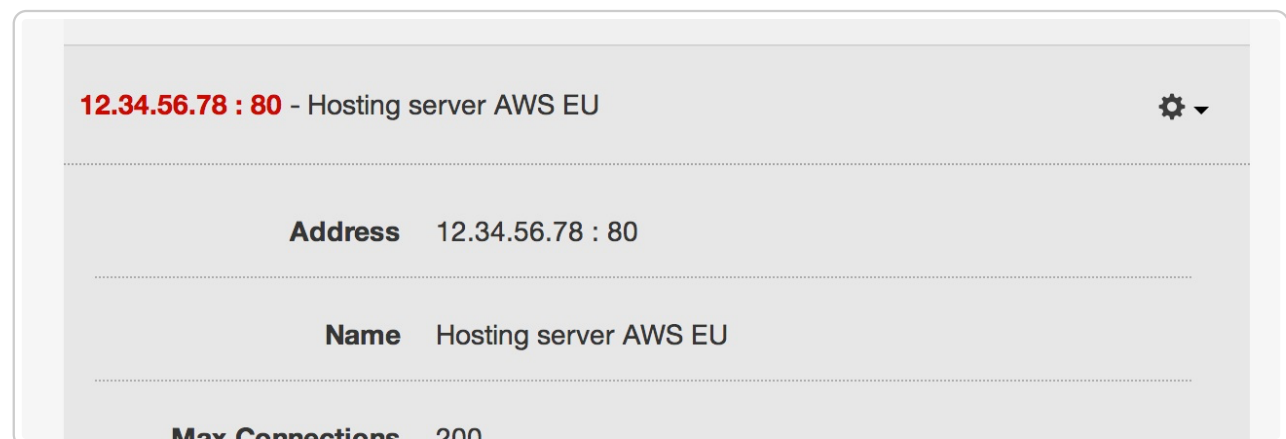 12.34.56.78 : 80 - Hosting server AWS EU
Address 12.34.56.78 : 80
Name Hosting server AWS EU
Max Connections 200